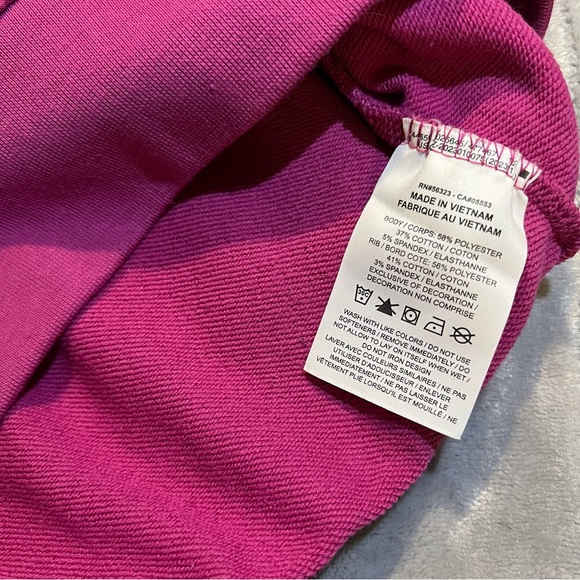 RN#56323 - CA#05553
MADE IN VIETNAM
FABRIQUE AU VIETNAM
BODY / CORPS: 58% POLYESTER
37% COTTON / COTON
5% SPANDEX / ELASTHANNE
RIB / BORD COTE: 56% POLYESTER
41% COTTON / COTON
3% SPANDEX / ELASTHANNE
EXCLUSIVE OF DECORATION /
DECORATION NON COMPRISE
WASH WITH LIKE COLORS / DO NOT USE
SOFTENERS / REMOVE IMMEDIATELY / DO
NOT ALLOW TO LAY ON ITSELF WHEN WET /
DO NOT IRON DESIGN
LAVER AVEC COULEURS SIMILAIRES / NE PAS
UTILISER D'ADOUCISSEUR / ENLEVER
IMMEDIATEMENT / NE PAS LAISSER LE
VÊTEMENT PLIÉ LORSQU'IL EST MOUILLÉ / NE